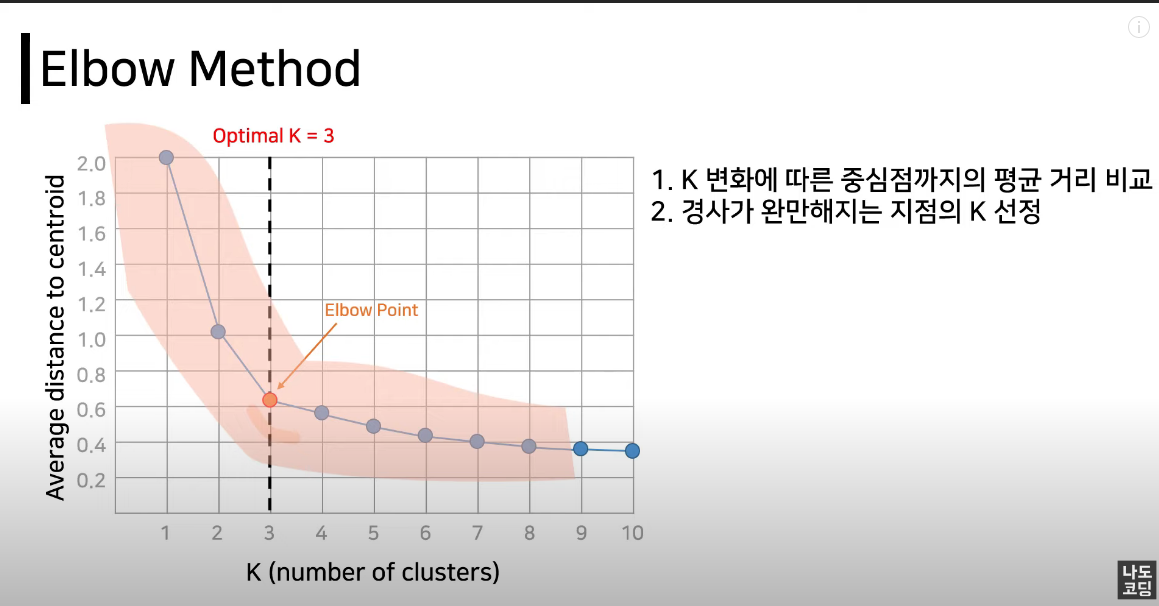 Elbow Method
Optimal K = 3
2.0
1.8
1.6
1.4
1.2
1.0
0.8
0.6
0.4
0.2
Average distance to centroid
Elbow Point
1 2 3 4 5 6 7 8 9 10
K (number of clusters)
1. K 변화에 따른 중심점까지의 평균 거리 비교
2. 경사가 완만해지는 지점의 K 선정
나도
코딩